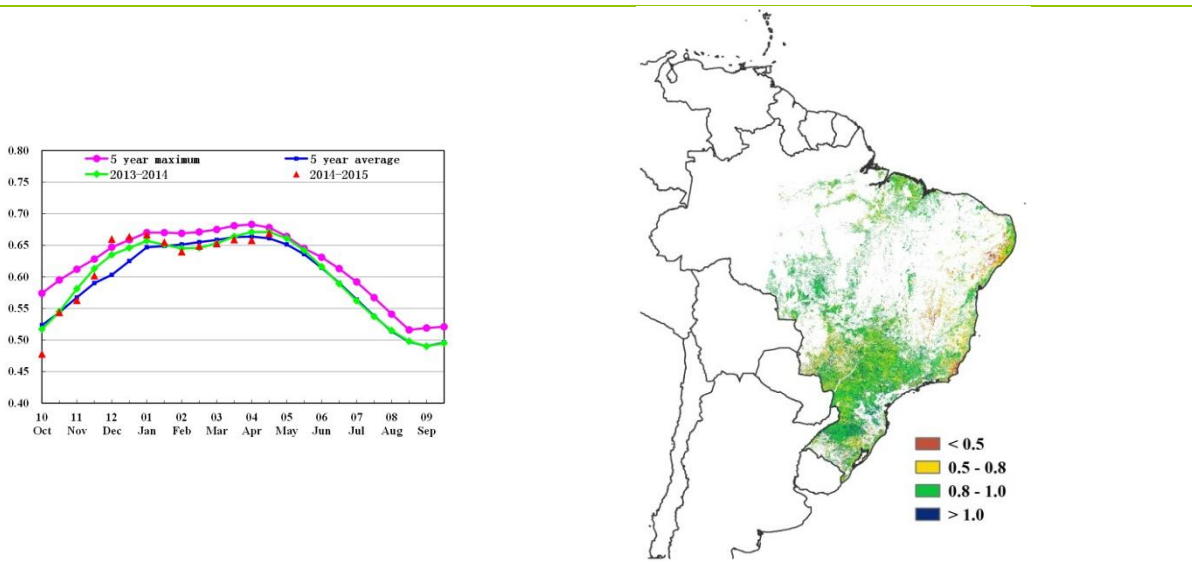 5 year maximum
5 year average
2013-2014
2014-2015
0.80
0.75
0.70
0.65
0.60
0.55
0.50
0.45
0.40
10 11 12 01 02 03 04 05 06 07 08 09
Oct Nov Dec Jan Feb Mar Apr May Jun Jul Aug Sep
< 0.5
0.5 - 0.8
0.8 - 1.0
> 1.0